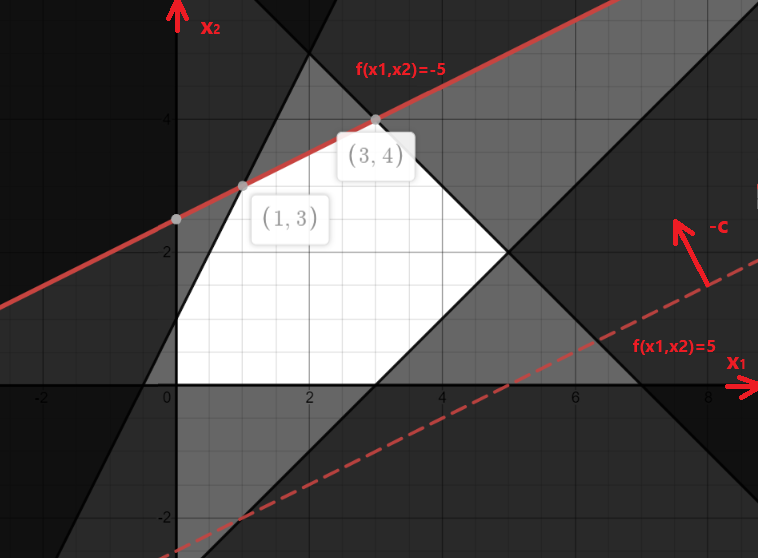 x2
f(x1,x2)=-5
4
(3, 4)
(1, 3)
2
-c
f(x1,x2)=5
x1
-2
0
2
4
6
8
-2